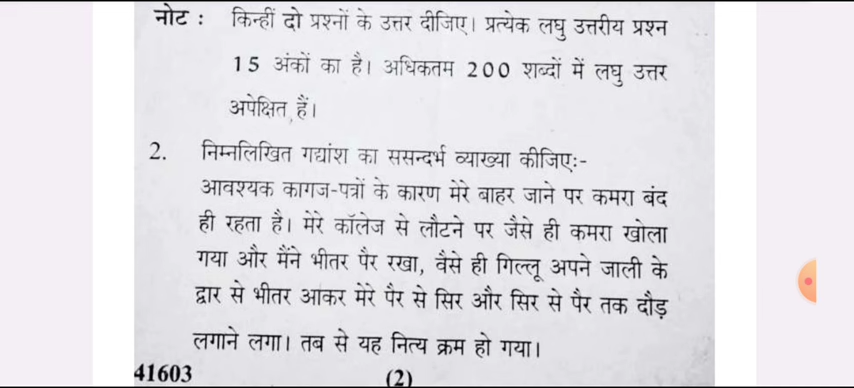 नोट : किन्हीं दो प्रश्नों के उत्तर दीजिए। प्रत्येक लघु उत्तरीय प्रश्न
15 अंकों का है। अधिकतम 200 शब्दों में लघु उत्तर
अपेक्षित हैं।
2. निम्नलिखित गद्यांश का ससन्दर्भ व्याख्या कीजिए:-
आवश्यक कागज-पत्रों के कारण मेरे बाहर जाने पर कमरा बंद
ही रहता है। मेरे कॉलेज से लौटने पर जैसे ही कमरा खोला
गया और मैंने भीतर पैर रखा, वैसे ही गिल्लू अपने जाली के
द्वार से भीतर आकर मेरे पैर से सिर और सिर से पैर तक दौड़
लगाने लगा। तब से यह नित्य क्रम हो गया।
41603 (2)